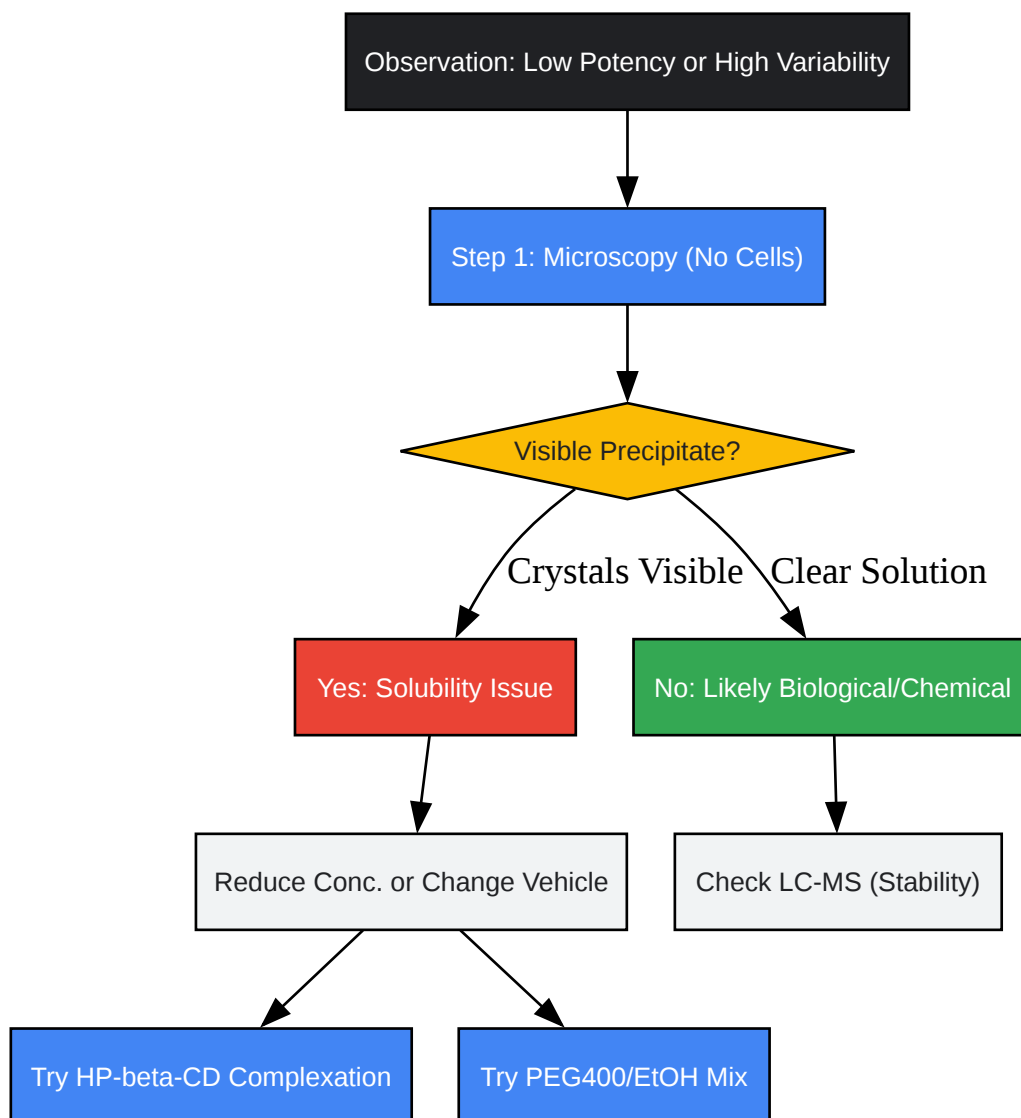 Observation: Low Potency or High Variability
Step 1: Microscopy (No Cells)
Visible Precipitate?
Crystals Visible
Clear Solution
Yes: Solubility Issue
No: Likely Biological/Chemical
Reduce Conc. or Change Vehicle
Check LC-MS (Stability)
Try HP-beta-CD Complexation
Try PEG400/EtOH Mix